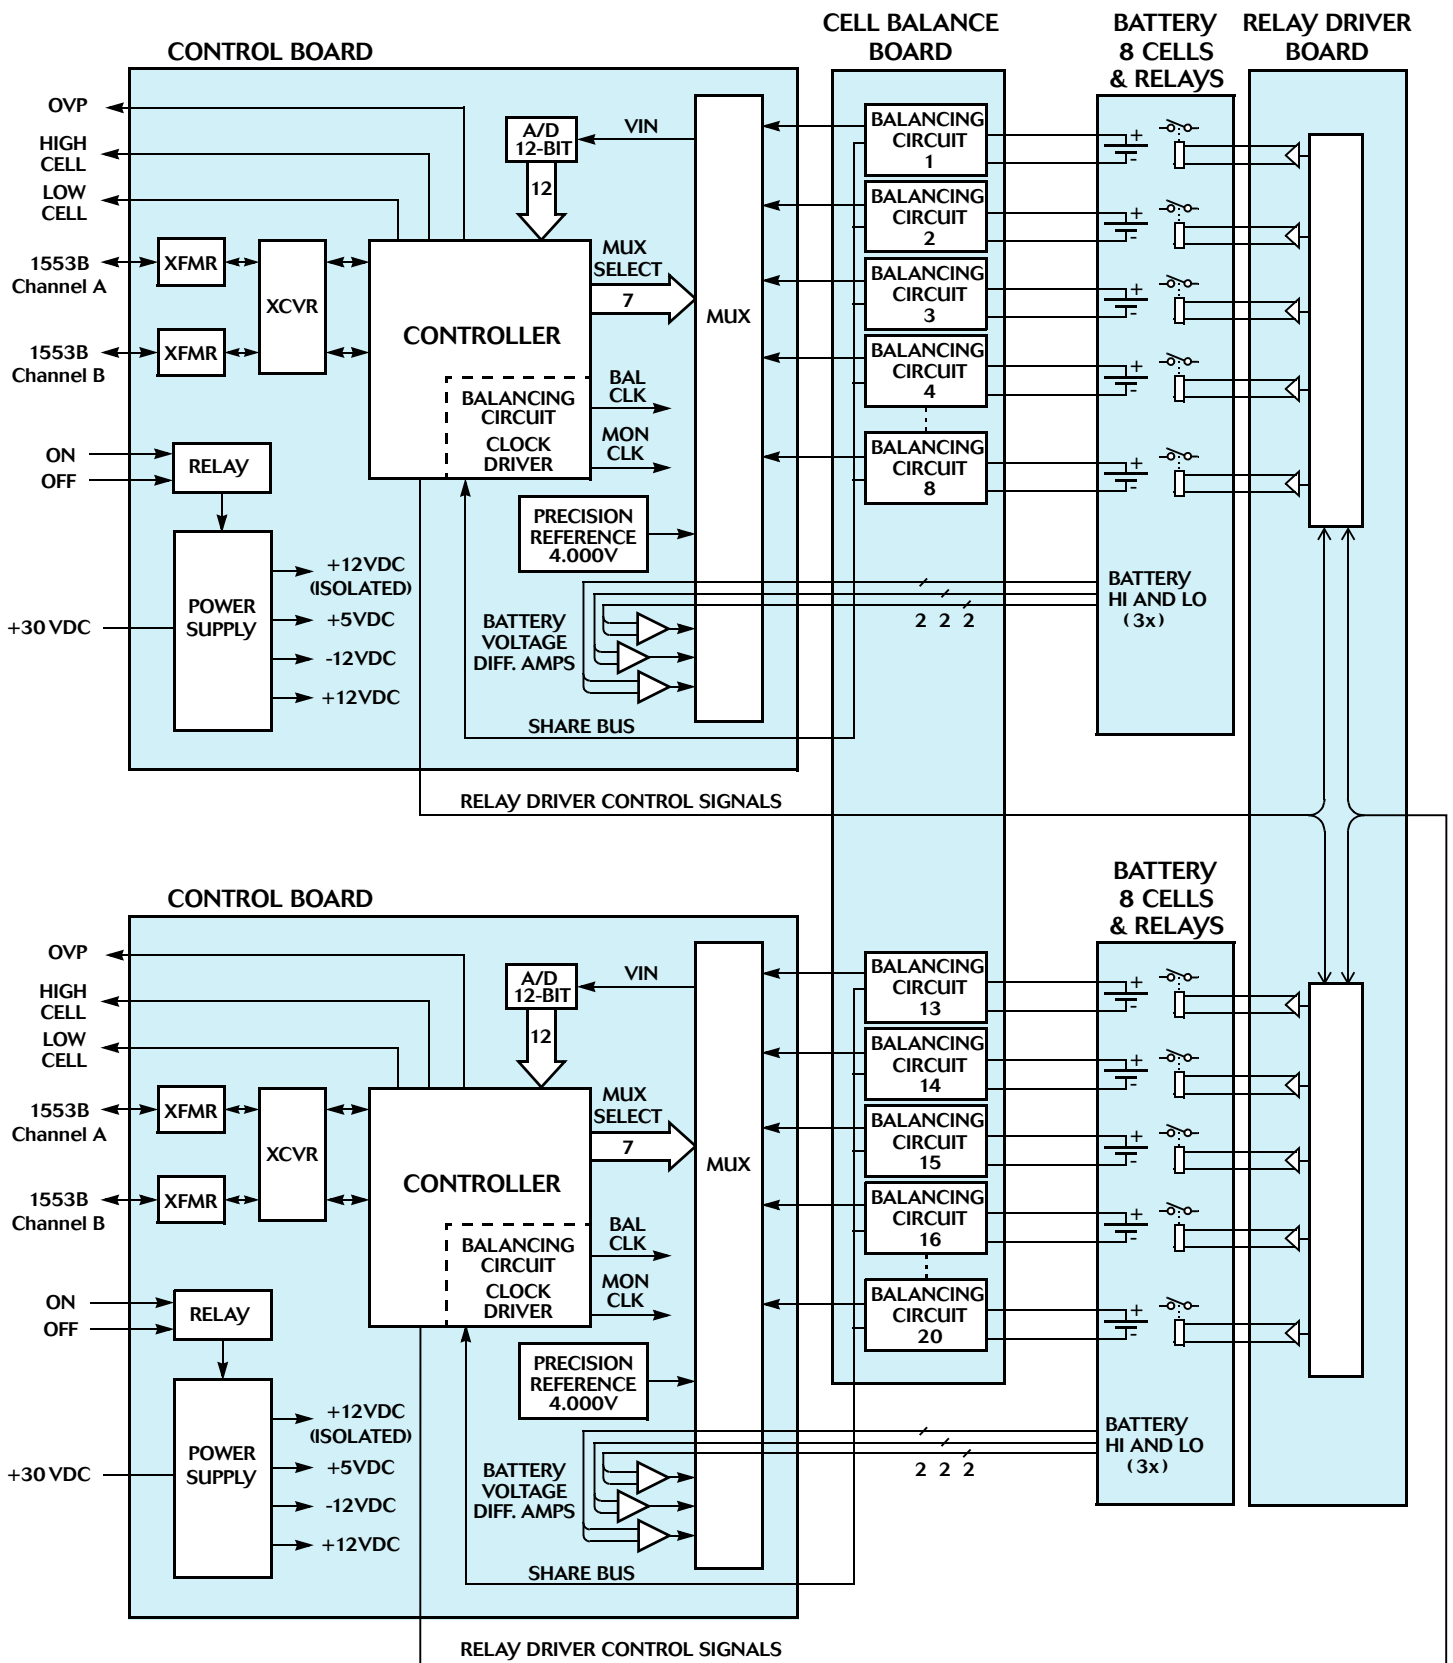 CELL BALANCE
BOARD
BATTERY
8 CELLS
& RELAYS
RELAY DRIVER
BOARD
CONTROL BOARD
OVP
HIGH
CELL
LOW
CELL
1553B
Channel A
1553B
Channel B
ON
OFF
+30 VDC
XFMR
XFMR
XCVR
RELAY
POWER
SUPPLY
+12VDC
(ISOLATED)
+5VDC
-12VDC
+12VDC
A/D
12-BIT
VIN
12
CONTROLLER
MUX
SELECT
7
BALANCING
CIRCUIT
CLOCK
DRIVER
BAL
CLK
MON
CLK
PRECISION
REFERENCE
4.000V
BATTERY
VOLTAGE
DIFF. AMPS
SHARE BUS
MUX
BALANCING
CIRCUIT
1
BALANCING
CIRCUIT
2
BALANCING
CIRCUIT
3
BALANCING
CIRCUIT
4
BALANCING
CIRCUIT
8
+
-
+
-
+
-
+
-
+
-
2 2 2
BATTERY
HI AND LO
(3x)
RELAY DRIVER CONTROL SIGNALS
BATTERY
8 CELLS
& RELAYS
CONTROL BOARD
OVP
HIGH
CELL
LOW
CELL
1553B
Channel A
1553B
Channel B
ON
OFF
+30 VDC
XFMR
XFMR
XCVR
RELAY
POWER
SUPPLY
+12VDC
(ISOLATED)
+5VDC
-12VDC
+12VDC
A/D
12-BIT
VIN
12
CONTROLLER
MUX
SELECT
7
BALANCING
CIRCUIT
CLOCK
DRIVER
BAL
CLK
MON
CLK
PRECISION
REFERENCE
4.000V
BATTERY
VOLTAGE
DIFF. AMPS
SHARE BUS
MUX
BALANCING
CIRCUIT
13
BALANCING
CIRCUIT
14
BALANCING
CIRCUIT
15
BALANCING
CIRCUIT
16
BALANCING
CIRCUIT
20
+
-
+
-
+
-
+
-
+
-
2 2 2
BATTERY
HI AND LO
(3x)
RELAY DRIVER CONTROL SIGNALS